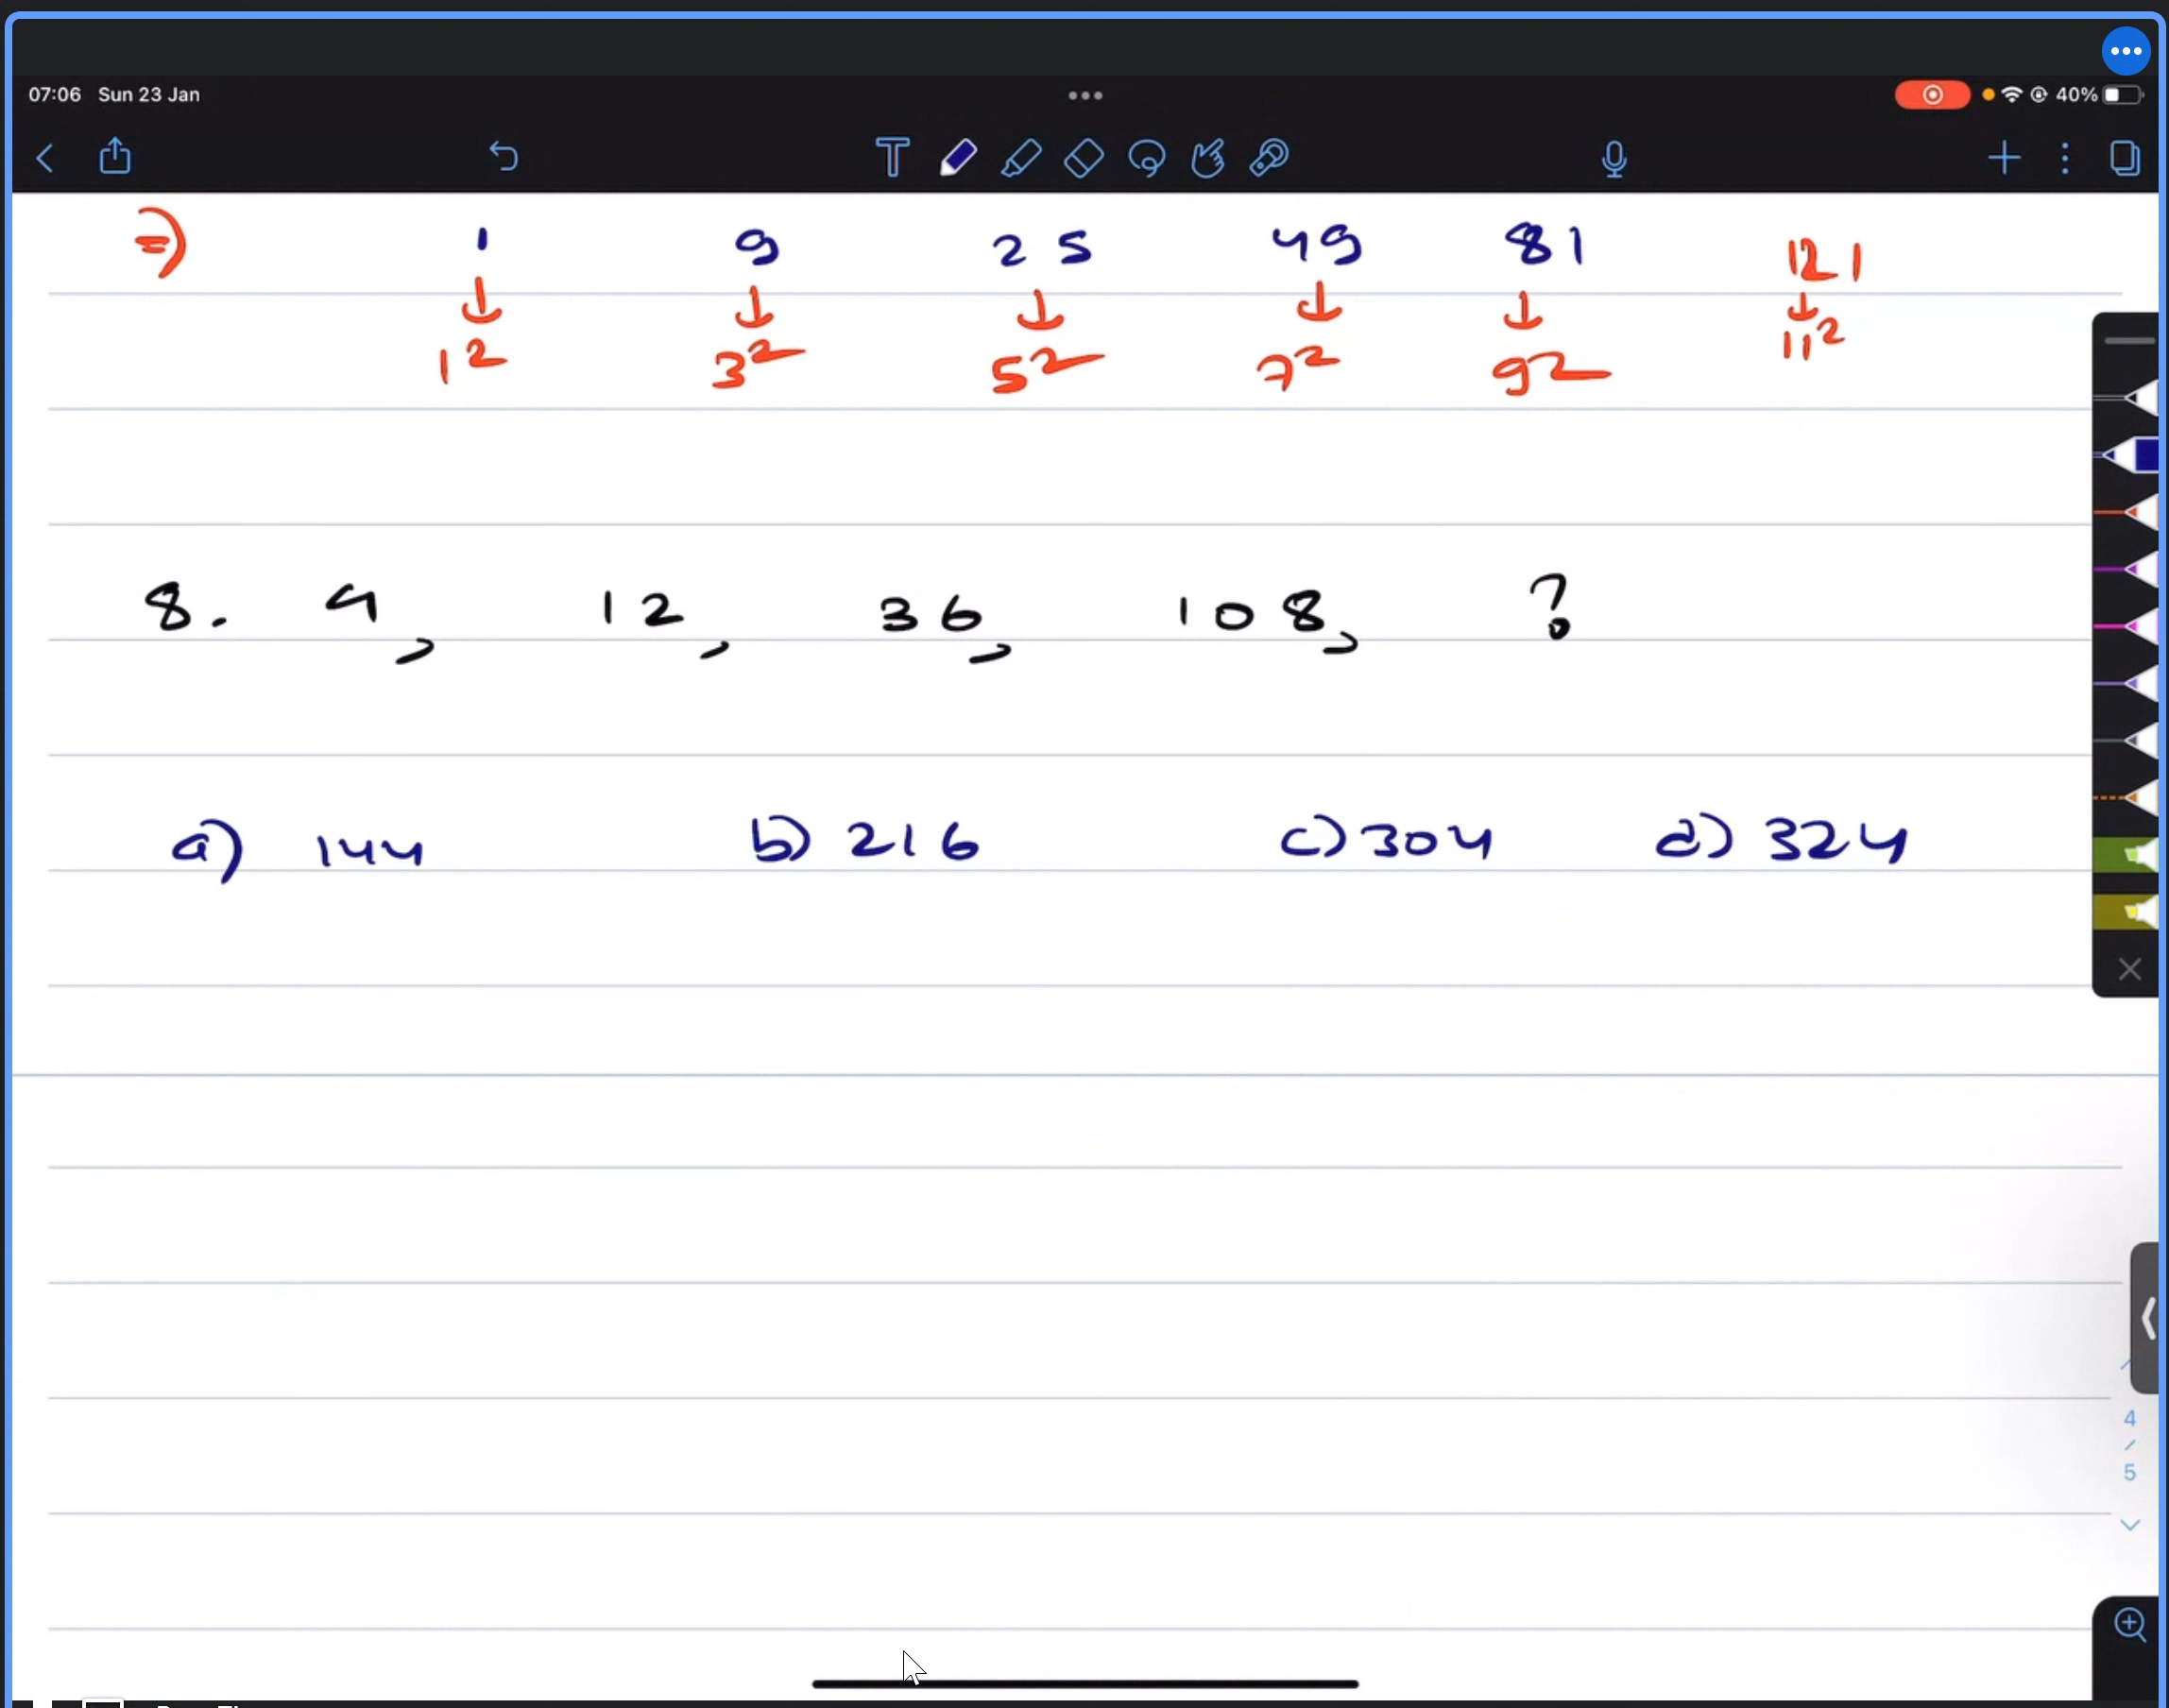 07:06 Sun 23 Jan 40%
=) 1 9 25 49 81 121
1² 3² 5² 7² 9² 11²
8. 4, 12, 36, 108, ?
a) 144 b) 216 c) 304 d) 324
4
/
5